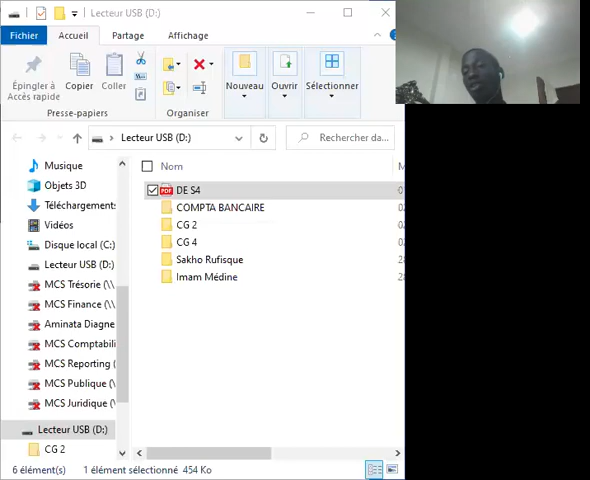 Lecteur USB (D:)
Fichier Accueil Partage Affichage
Épingler à Accès rapide
Copier
Coller
Presse-papiers
Organiser
Nouveau
Ouvrir
Sélectionner
Lecteur USB (D:)
Rechercher da...
Musique
Objets 3D
Téléchargement:
Vidéos
Disque local (C:)
Lecteur USB (D:)
MCS Trésorie (\\
MCS Finance (\\
Aminata Diagne
MCS Comptabili
MCS Reporting (
MCS Publique (\\
MCS Juridique (\\
Lecteur USB (D:)
CG 2
Nom
M
PDF DE S4
COMPTA BANCAIRE
CG 2
CG 4
Sakho Rufisque
Imam Médine
6 élément(s) 1 élément sélectionné 454 Ko